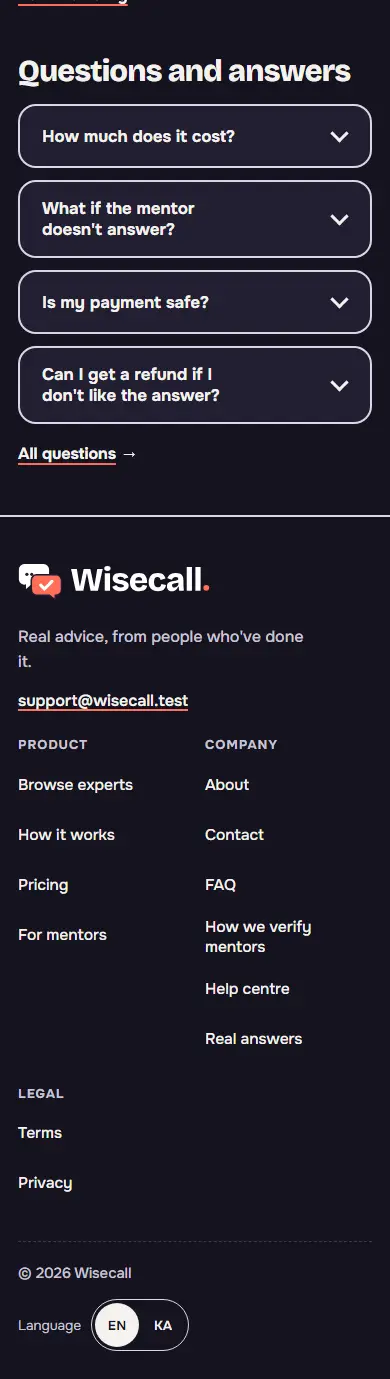 Questions and answers
How much does it cost?
What if the mentor
doesn't answer?
Is my payment safe?
Can I get a refund if I
don't like the answer?
All questions →
Wisecall.
Real advice, from people who've done
it.
support@wisecall.test
PRODUCT
Browse experts
How it works
Pricing
For mentors
COMPANY
About
Contact
FAQ
How we verify
mentors
Help centre
Real answers
LEGAL
Terms
Privacy
© 2026 Wisecall
Language EN KA